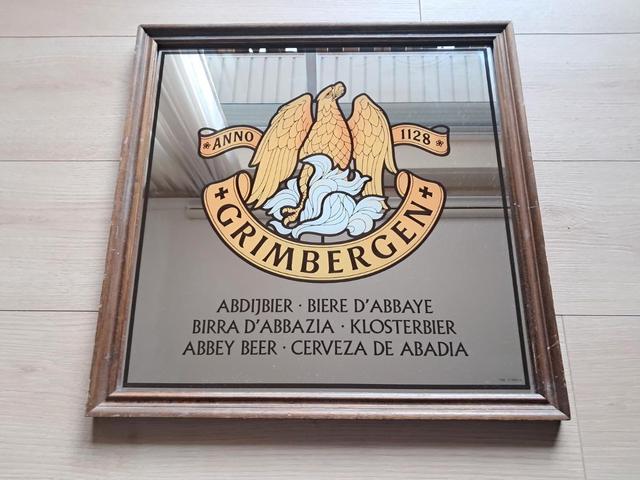 ANNO 1128
GRIMBERGEN
ABDIJBIER · BIERE D'ABBAYE
BIRRA D'ABBAZIA · KLOSTERBIER
ABBEY BEER · CERVEZA DE ABADIA